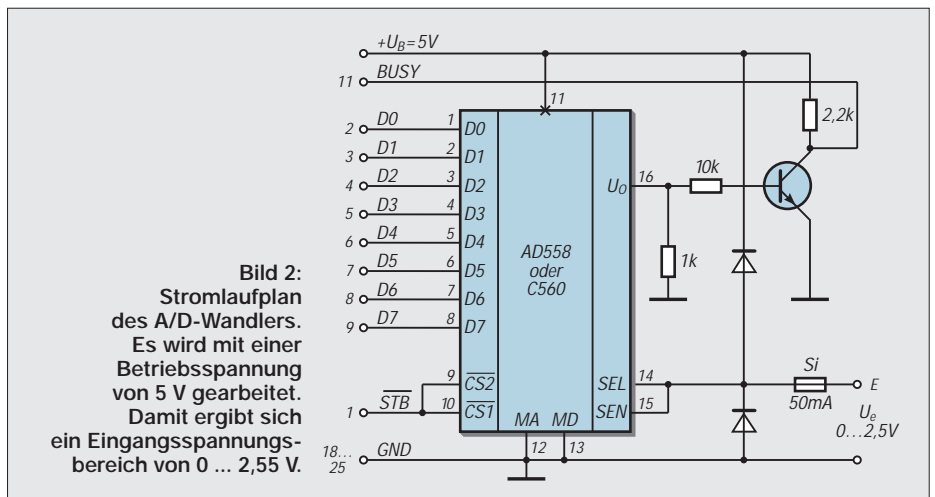 +UB=5V
11 BUSY
11
2 D0 1 D0
3 D1 2 D1
4 D2 3 D2
5 D3 4 D3
6 D4 5 D4
7 D5 6 D5
8 D6 7 D6
9 D7 8 D7
9 CS2
1 STB 10 CS1
18... 25 GND
AD558
oder
C560
UO 16
10k
2,2k
1k
SEL 14
SEN 15
MA MD
12 13
Si
50mA
E
Ue
0...2,5V
Bild 2:
Stromlaufplan
des A/D-Wandlers.
Es wird mit einer
Betriebsspannung
von 5 V gearbeitet.
Damit ergibt sich
ein Eingangsspannungs-
bereich von 0 ... 2,55 V.